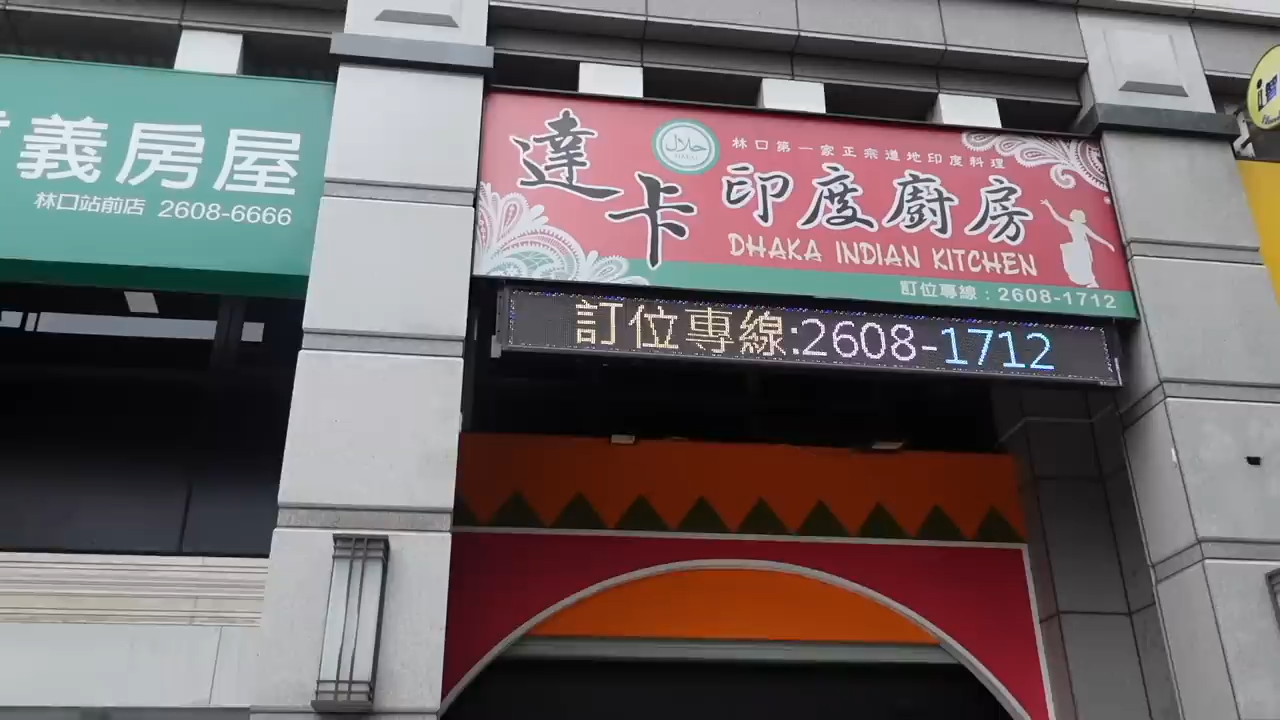 義房屋
林口站前店 2608-6666
達卡
حلال
HALAL
林口第一家正宗道地印度料理
印度廚房
DHAKA INDIAN KITCHEN
訂位專線：2608-1712
訂位專線:2608-1712